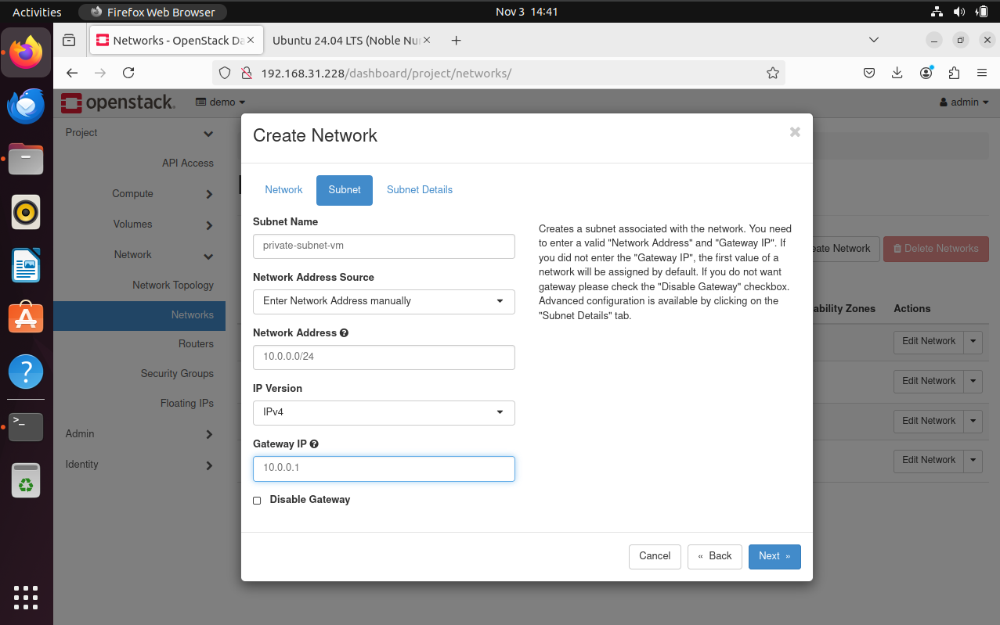 Activities Firefox Web Browser Nov 3 14:41
Networks - OpenStack Da Ubuntu 24.04 LTS (Noble Nu
192.168.31.228/dashboard/project/networks/
openstack. demo admin
Project
API Access
Compute
Volumes
Network
Network Topology
Networks
Routers
Security Groups
Floating IPs
Admin
Identity
Create Network
Network Subnet Subnet Details
Subnet Name
private-subnet-vm
Network Address Source
Enter Network Address manually
Network Address
10.0.0.0/24
IP Version
IPv4
Gateway IP
10.0.0.1
Disable Gateway
Creates a subnet associated with the network. You need
to enter a valid "Network Address" and "Gateway IP". If
you did not enter the "Gateway IP", the first value of a
network will be assigned by default. If you do not want
gateway please check the "Disable Gateway" checkbox.
Advanced configuration is available by clicking on the
"Subnet Details" tab.
Cancel « Back Next »
eate Network Delete Networks
ability Zones Actions
Edit Network
Edit Network
Edit Network
Edit Network